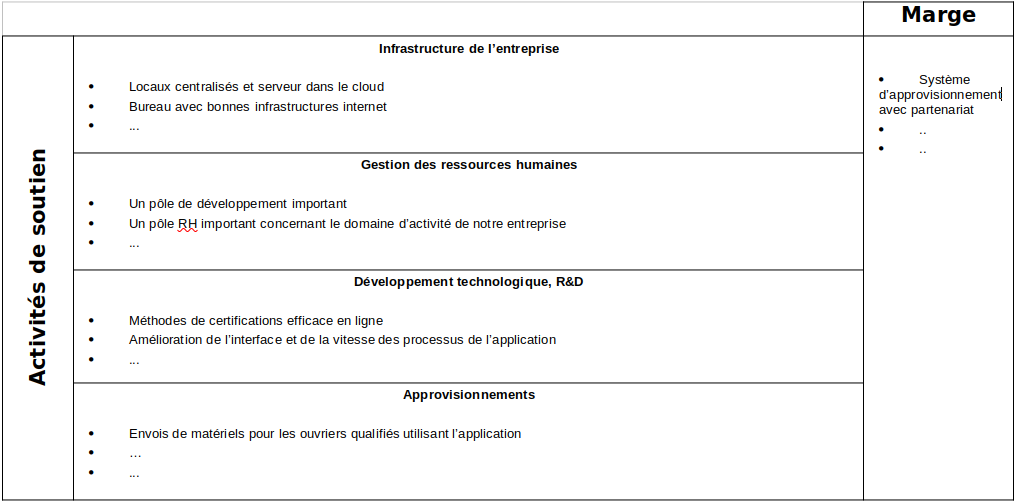 Marge
Activités de soutien
Infrastructure de l’entreprise
• Locaux centralisés et serveur dans le cloud
• Bureau avec bonnes infrastructures internet
• ...
Gestion des ressources humaines
• Un pôle de développement important
• Un pôle RH important concernant le domaine d’activité de notre entreprise
• ...
Développement technologique, R&D
• Méthodes de certifications efficace en ligne
• Amélioration de l’interface et de la vitesse des processus de l’application
• ...
Approvisionnements
• Envois de matériels pour les ouvriers qualifiés utilisant l’application
• …
• ...
• Système
d’approvisionnement
avec partenariat
• ..
• ..